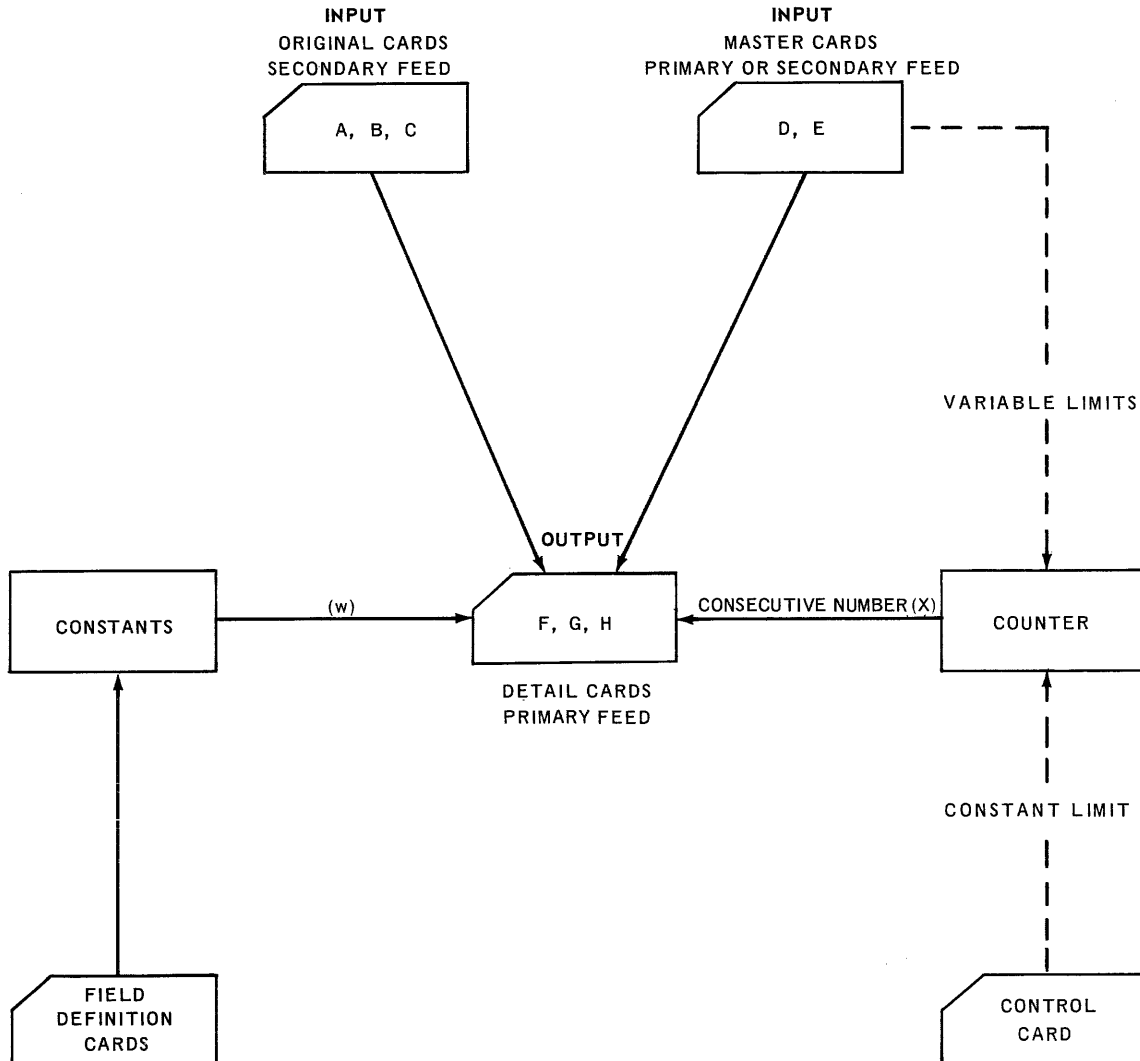 INPUT
ORIGINAL CARDS
SECONDARY FEED
A, B, C
INPUT
MASTER CARDS
PRIMARY OR SECONDARY FEED
D, E
VARIABLE LIMITS
OUTPUT
CONSTANTS
(w)
F, G, H
CONSECUTIVE NUMBER (X)
COUNTER
DETAIL CARDS
PRIMARY FEED
CONSTANT LIMIT
FIELD
DEFINITION
CARDS
CONTROL
CARD